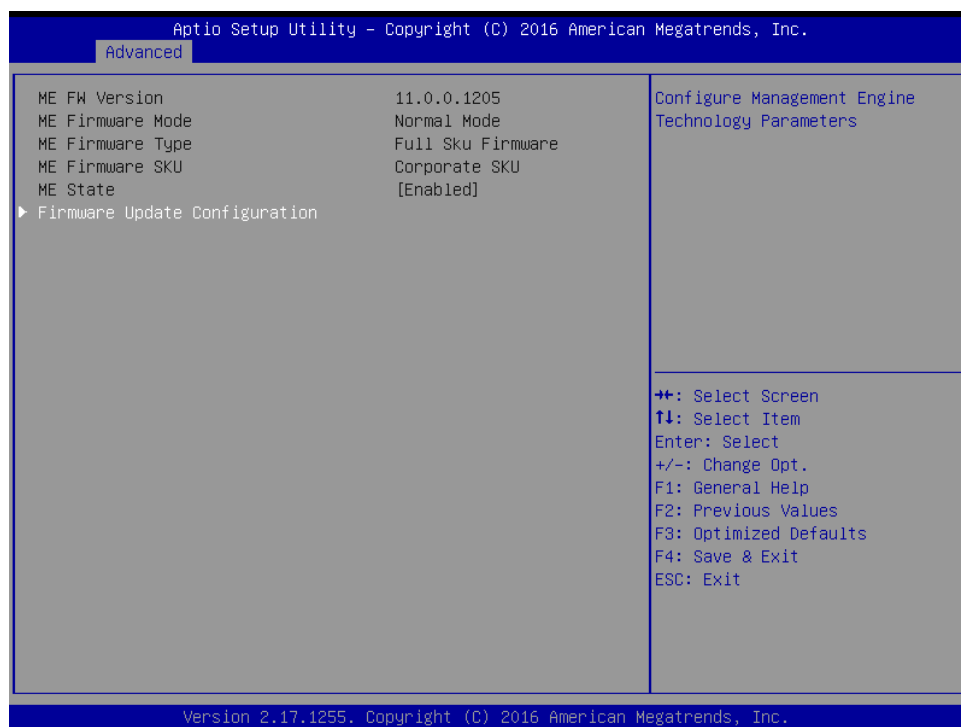 Aptio Setup Utility – Copyright (C) 2016 American Megatrends, Inc.
Advanced
ME FW Version 11.0.0.1205
ME Firmware Mode Normal Mode
ME Firmware Type Full Sku Firmware
ME Firmware SKU Corporate SKU
ME State [Enabled]
Firmware Update Configuration
Configure Management Engine
Technology Parameters
→←: Select Screen
↑↓: Select Item
Enter: Select
+/-: Change Opt.
F1: General Help
F2: Previous Values
F3: Optimized Defaults
F4: Save & Exit
ESC: Exit
Version 2.17.1255. Copyright (C) 2016 American Megatrends, Inc.